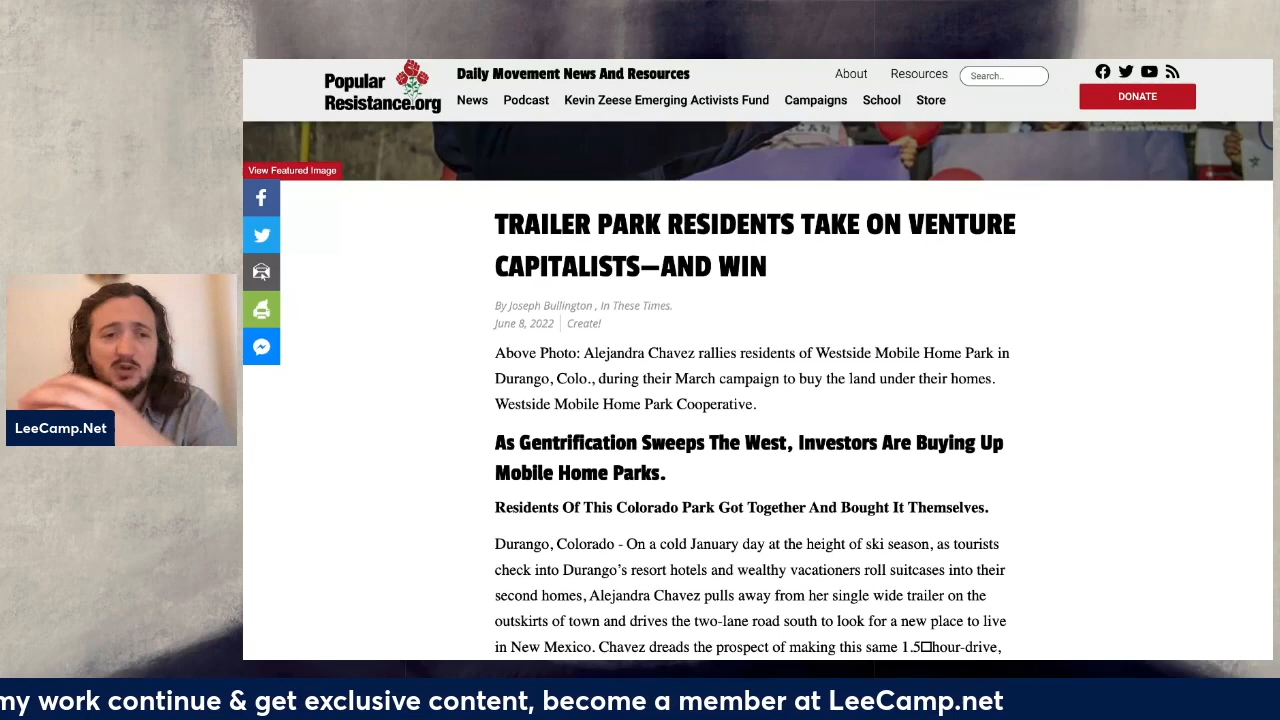 Popular
Resistance.org
Daily Movement News And Resources
About Resources Search..
News Podcast Kevin Zeese Emerging Activists Fund Campaigns School Store
DONATE
View Featured Image
TRAILER PARK RESIDENTS TAKE ON VENTURE
CAPITALISTS—AND WIN
By Joseph Bullington , In These Times.
June 8, 2022 Create!
Above Photo: Alejandra Chavez rallies residents of Westside Mobile Home Park in
Durango, Colo., during their March campaign to buy the land under their homes.
Westside Mobile Home Park Cooperative.
As Gentrification Sweeps The West, Investors Are Buying Up
Mobile Home Parks.
Residents Of This Colorado Park Got Together And Bought It Themselves.
Durango, Colorado - On a cold January day at the height of ski season, as tourists
check into Durango’s resort hotels and wealthy vacationers roll suitcases into their
second homes, Alejandra Chavez pulls away from her single wide trailer on the
outskirts of town and drives the two-lane road south to look for a new place to live
in New Mexico. Chavez dreads the prospect of making this same 1.5□hour-drive,
LeeCamp.Net
my work continue & get exclusive content, become a member at LeeCamp.net